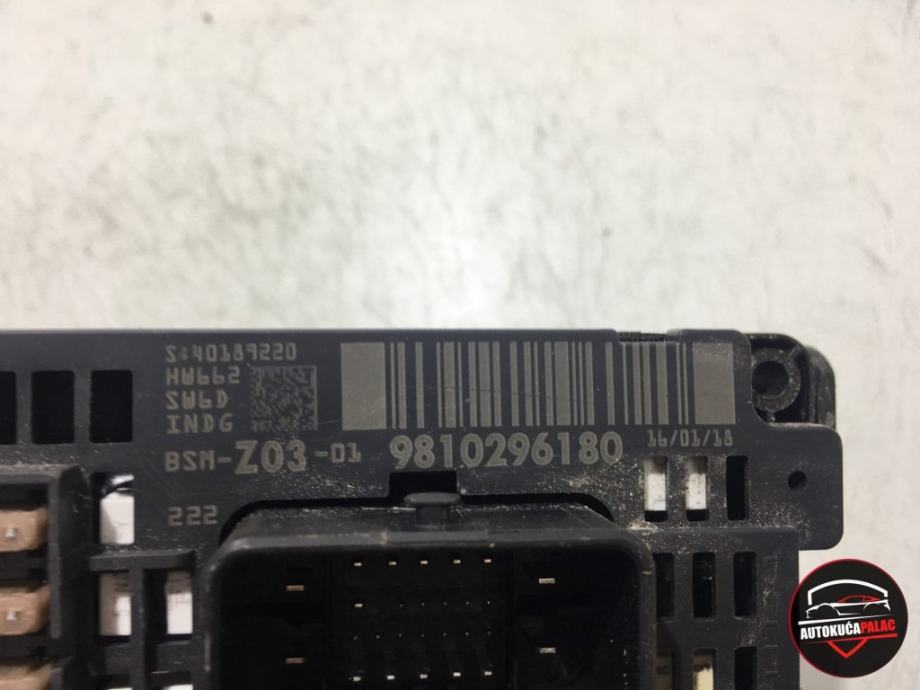 S:40189220
HW662
SW6D
INDG
BSM-Z03-01 9810296180 16/01/18
222
AUTOKUĆAPALAC